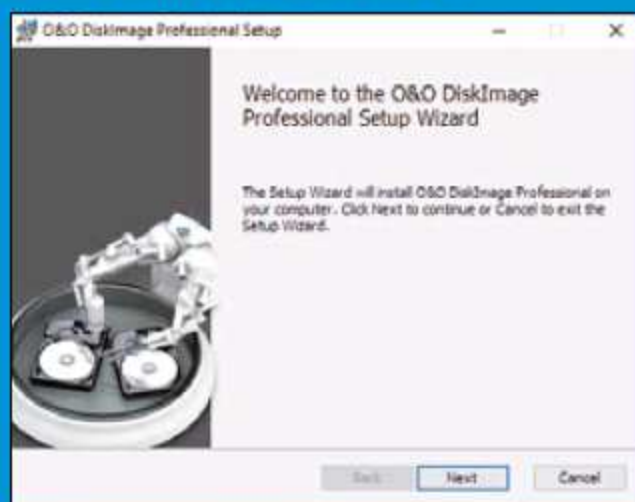 O&O DiskImage Professional Setup
Welcome to the O&O DiskImage
Professional Setup Wizard
The Setup Wizard will install O&O DiskImage Professional on
your computer. Click Next to continue or Cancel to exit the
Setup Wizard.
Back
Next
Cancel